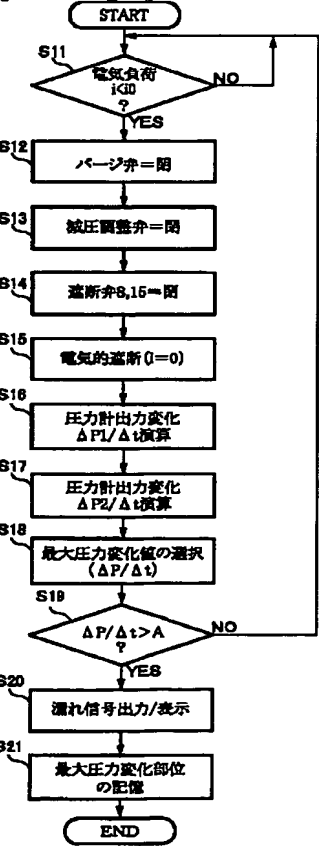 START
S11
電気負荷
i<i0
?
NO
YES
S12
パージ弁=閉
S13
減圧調整弁=閉
S14
遮断弁8,15=閉
S15
電気的遮断(I=0)
S16
圧力計出力変化
ΔP1/Δt演算
S17
圧力計出力変化
ΔP2/Δt演算
S18
最大圧力変化値の選択
(ΔP/Δt)
S19
ΔP/Δt>A
?
NO
YES
S20
漏れ信号出力/表示
S21
最大圧力変化部位
の記憶
END